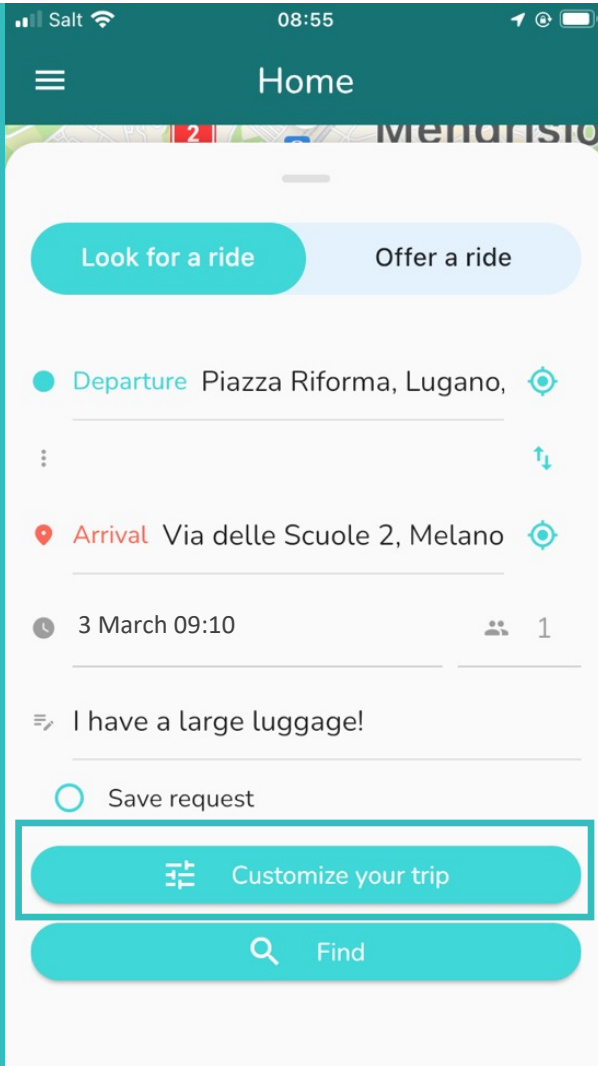 Salt 08:55
Home
2 Mendrisio
Look for a ride Offer a ride
Departure Piazza Riforma, Lugano,
Arrival Via delle Scuole 2, Melano
3 March 09:10 1
I have a large luggage!
Save request
Customize your trip
Find